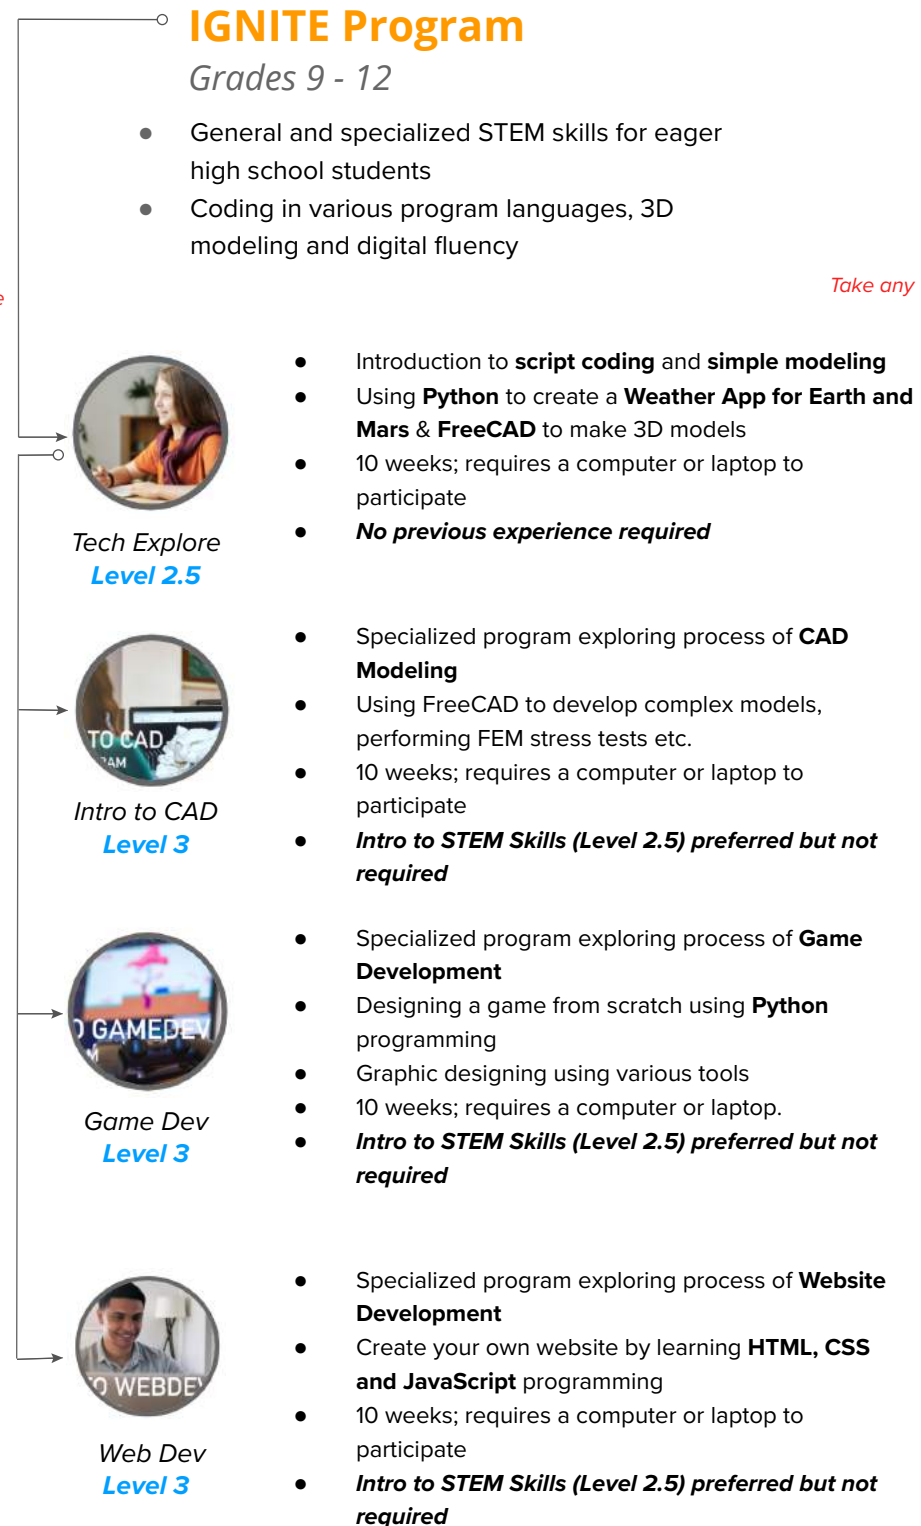 IGNITE Program
Grades 9 - 12
● General and specialized STEM skills for eager
high school students
● Coding in various program languages, 3D
modeling and digital fluency
Take any
e
● Introduction to script coding and simple modeling
● Using Python to create a Weather App for Earth and
Mars & FreeCAD to make 3D models
● 10 weeks; requires a computer or laptop to
participate
● No previous experience required
Tech Explore
Level 2.5
● Specialized program exploring process of CAD
Modeling
● Using FreeCAD to develop complex models,
performing FEM stress tests etc.
● 10 weeks; requires a computer or laptop to
participate
● Intro to STEM Skills (Level 2.5) preferred but not
required
TO CAD
RAM
Intro to CAD
Level 3
● Specialized program exploring process of Game
Development
● Designing a game from scratch using Python
programming
● Graphic designing using various tools
● 10 weeks; requires a computer or laptop.
● Intro to STEM Skills (Level 2.5) preferred but not
required
O GAMEDEV
M
Game Dev
Level 3
● Specialized program exploring process of Website
Development
● Create your own website by learning HTML, CSS
and JavaScript programming
● 10 weeks; requires a computer or laptop to
participate
● Intro to STEM Skills (Level 2.5) preferred but not
required
TO WEBDEV
Web Dev
Level 3